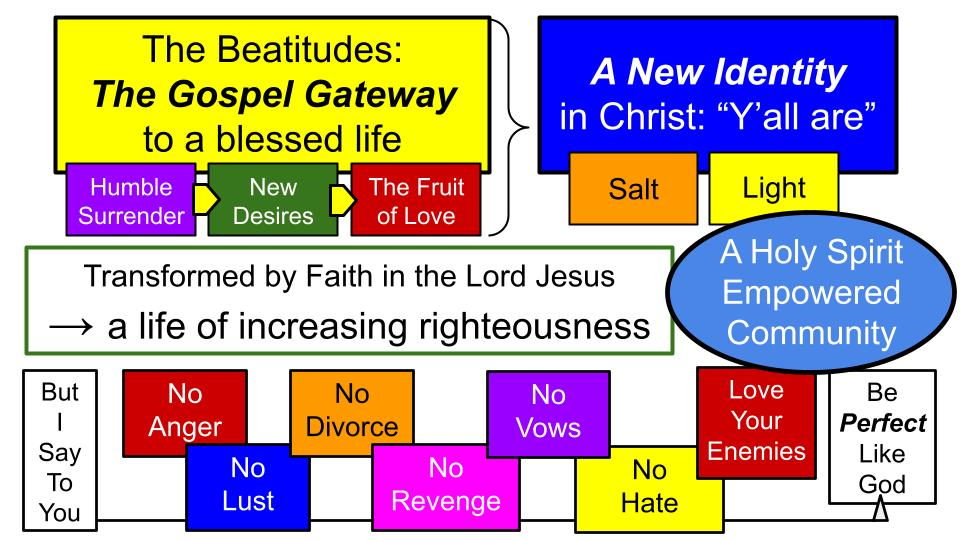 The Beatitudes:
The Gospel Gateway
to a blessed life
Humble
Surrender
New
Desires
The Fruit
of Love
A New Identity
in Christ: “Y’all are”
Salt
Light
A Holy Spirit
Empowered
Community
Transformed by Faith in the Lord Jesus
→ a life of increasing righteousness
But
I
Say
To
You
No
Anger
No
Lust
No
Divorce
No
Revenge
No
Vows
No
Hate
Love
Your
Enemies
Be
Perfect
Like
God